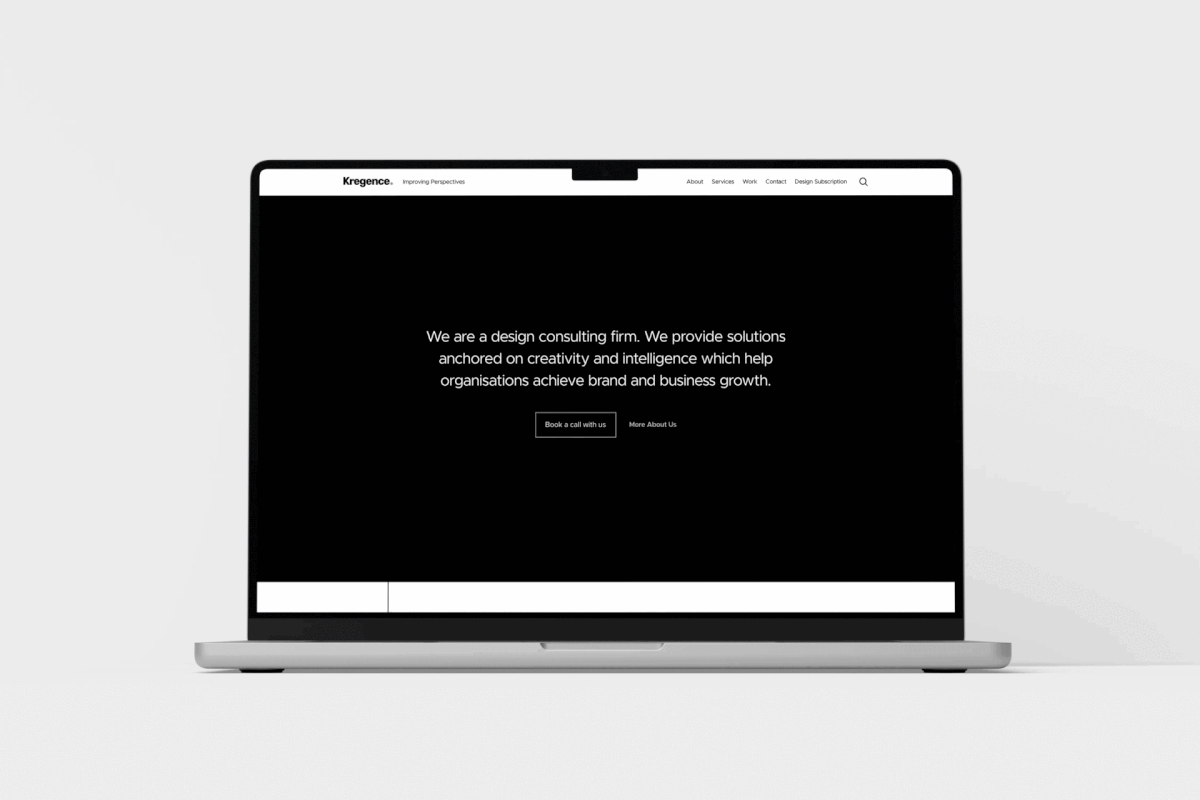 Kregence. Improving Perspectives
About Services Work Contact Design Subscription
We are a design consulting firm. We provide solutions
anchored on creativity and intelligence which help
organisations achieve brand and business growth.
Book a call with us More About Us